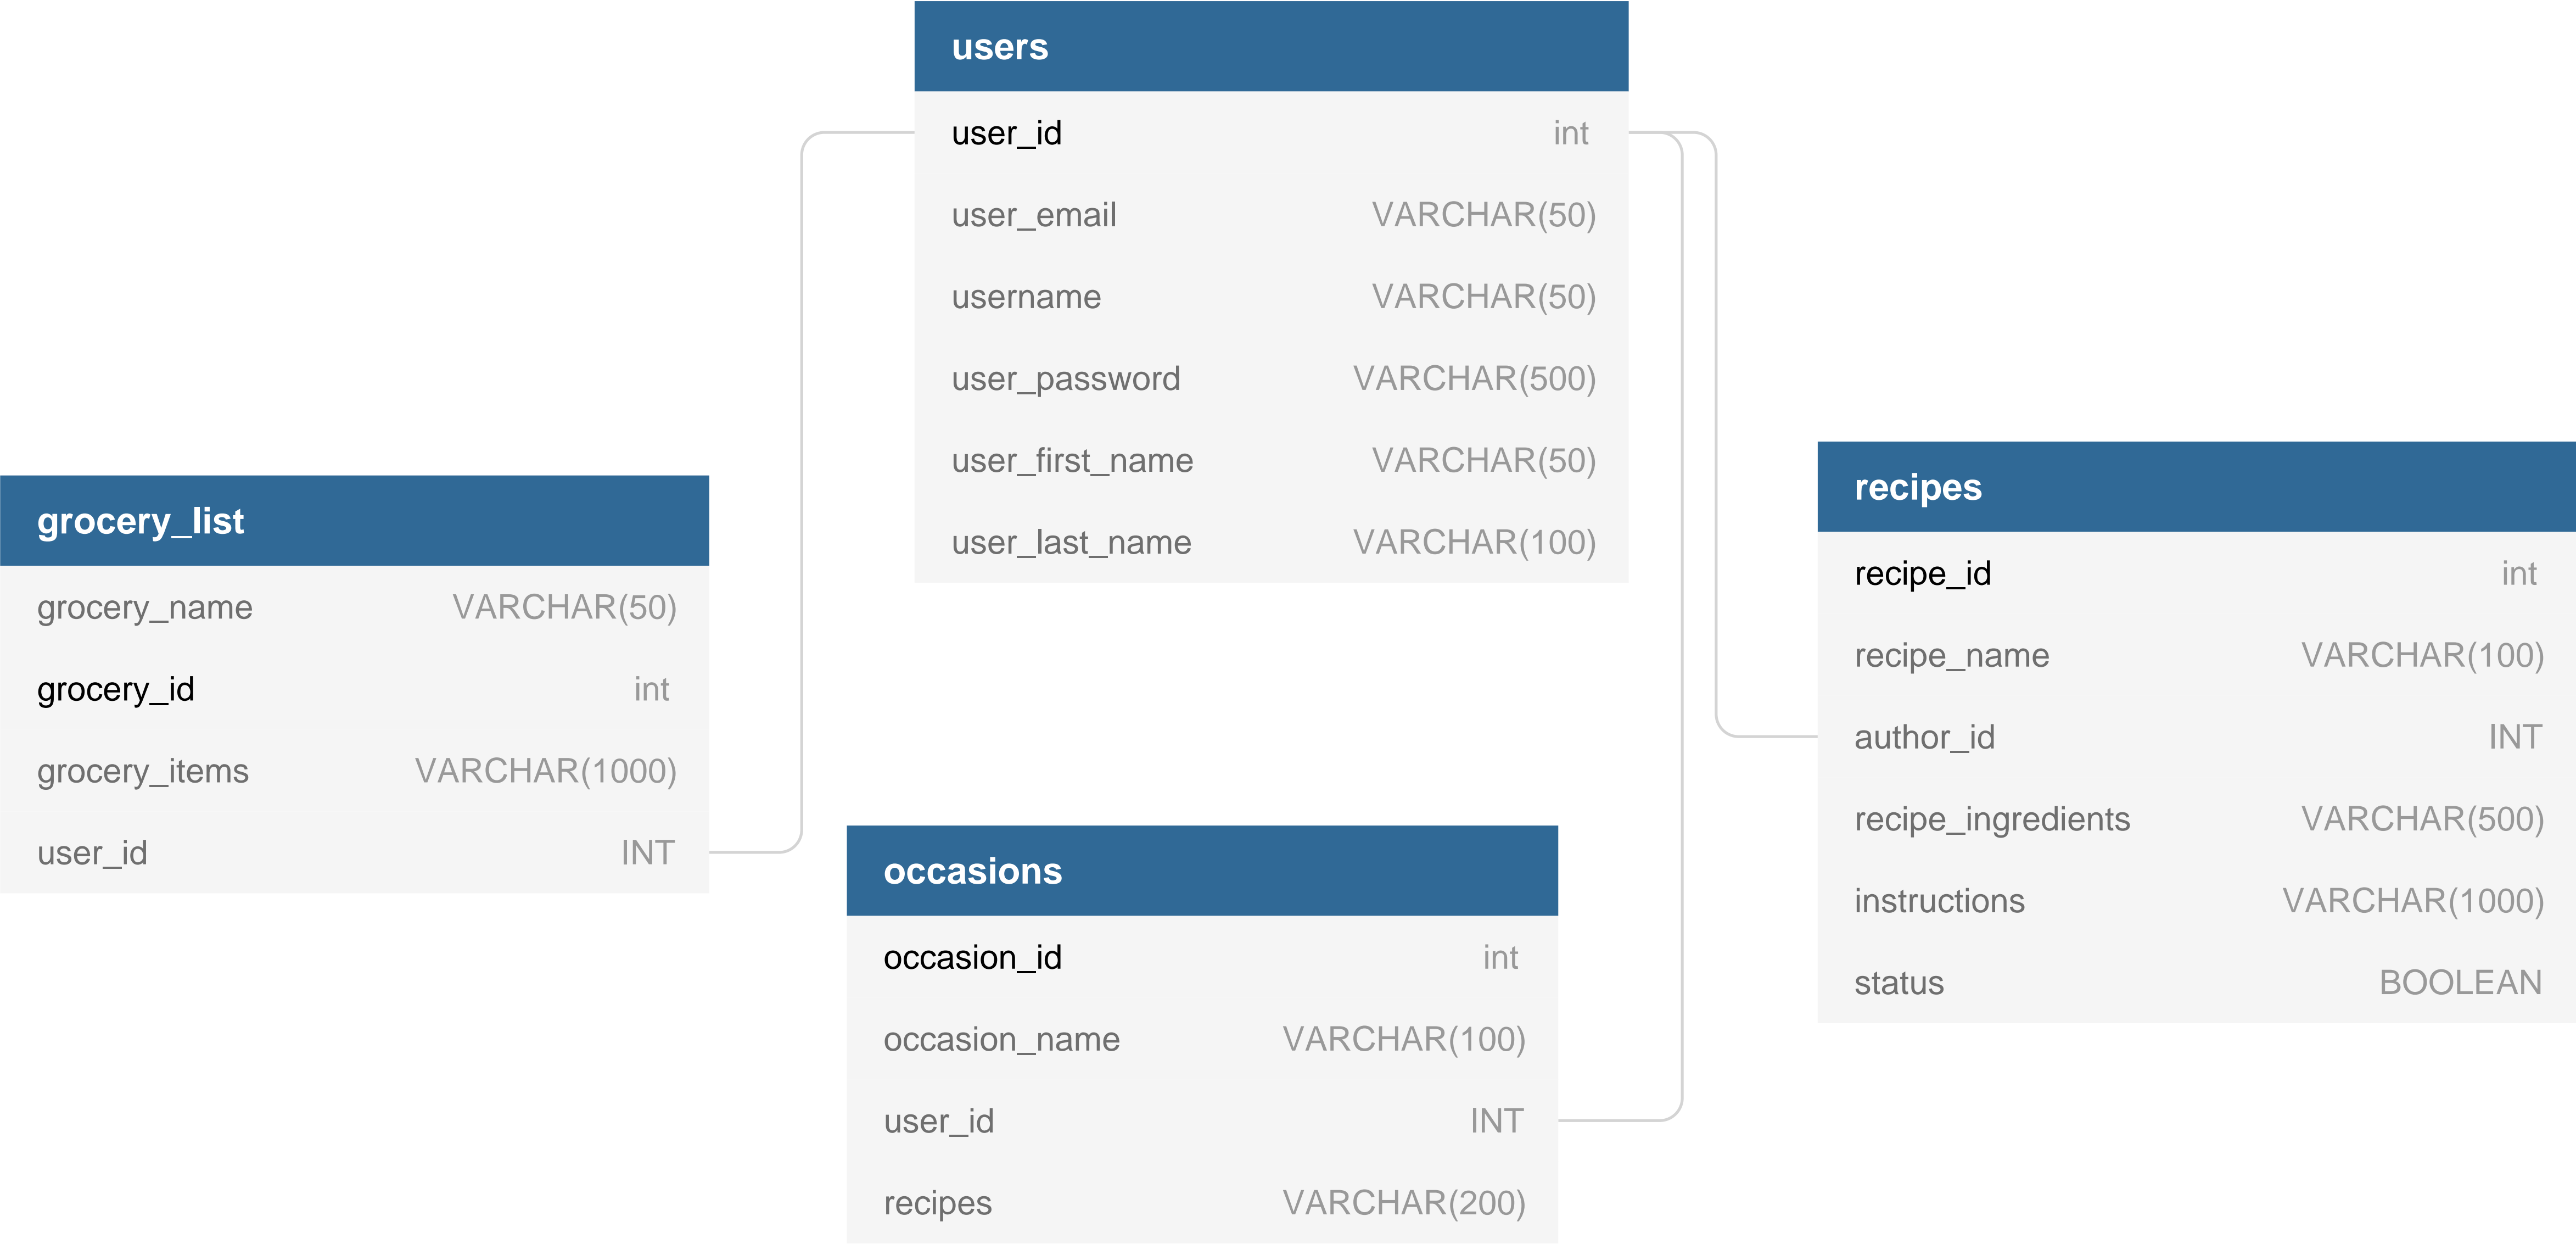 users
user_id int
user_email VARCHAR(50)
username VARCHAR(50)
user_password VARCHAR(500)
user_first_name VARCHAR(50)
user_last_name VARCHAR(100)
grocery_list
grocery_name VARCHAR(50)
grocery_id int
grocery_items VARCHAR(1000)
user_id INT
occasions
occasion_id int
occasion_name VARCHAR(100)
user_id INT
recipes VARCHAR(200)
recipes
recipe_id int
recipe_name VARCHAR(100)
author_id INT
recipe_ingredients VARCHAR(500)
instructions VARCHAR(1000)
status BOOLEAN